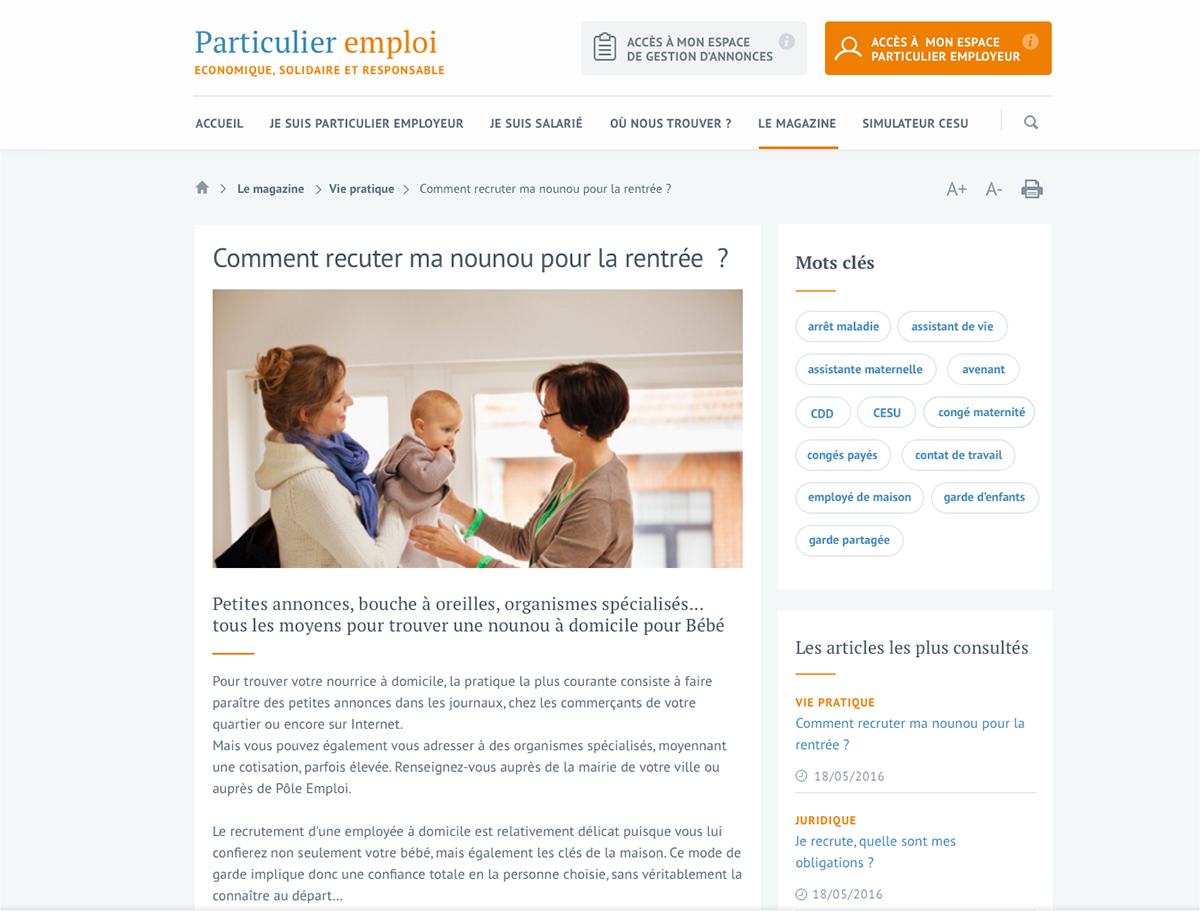 Particulier emploi
ECONOMIQUE, SOLIDAIRE ET RESPONSABLE
ACCÈS À MON ESPACE
DE GESTION D'ANNONCES
ACCÈS À MON ESPACE
PARTICULIER EMPLOYEUR
ACCUEIL JE SUIS PARTICULIER EMPLOYEUR JE SUIS SALARIÉ OÙ NOUS TROUVER ? LE MAGAZINE SIMULATEUR CESU
Le magazine Vie pratique Comment recruter ma nounou pour la rentrée ?
A+ A-
Comment recuter ma nounou pour la rentrée ?
Petites annonces, bouche à oreilles, organismes spécialisés...
tous les moyens pour trouver une nounou à domicile pour Bébé
Pour trouver votre nourrice à domicile, la pratique la plus courante consiste à faire
paraître des petites annonces dans les journaux, chez les commerçants de votre
quartier ou encore sur Internet.
Mais vous pouvez également vous adresser à des organismes spécialisés, moyennant
une cotisation, parfois élevée. Renseignez-vous auprès de la mairie de votre ville ou
auprès de Pôle Emploi.
Le recrutement d'une employée à domicile est relativement délicat puisque vous lui
confierez non seulement votre bébé, mais également les clés de la maison. Ce mode de
garde implique donc une confiance totale en la personne choisie, sans véritablement la
connaître au départ...
Mots clés
arrêt maladie assistant de vie
assistante maternelle avenant
CDD CESU congé maternité
congés payés contat de travail
employé de maison garde d'enfants
garde partagée
Les articles les plus consultés
VIE PRATIQUE
Comment recruter ma nounou pour la
rentrée ?
18/05/2016
JURIDIQUE
Je recrute, quelle sont mes
obligations ?
18/05/2016